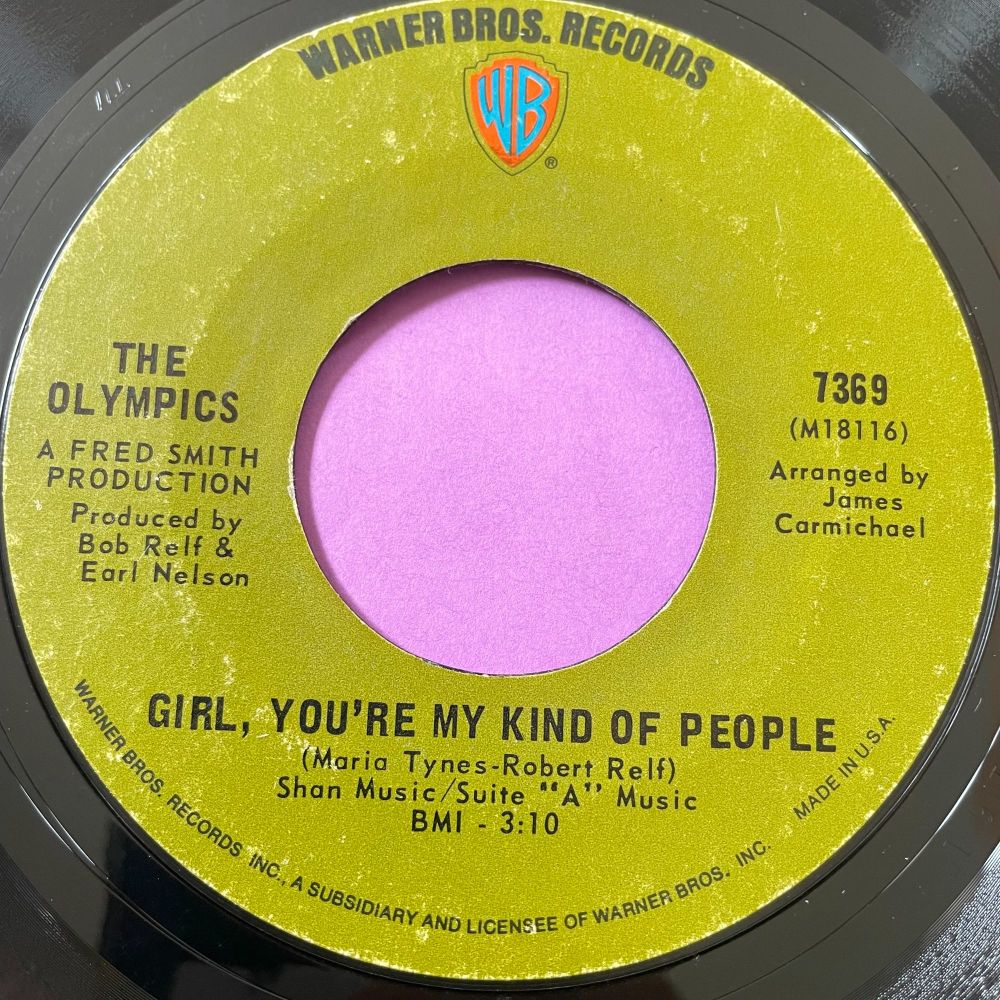 WARNER BROS. RECORDS
WB
®
THE
OLYMPICS
A FRED SMITH
PRODUCTION
Produced by
Bob Relf &
Earl Nelson
7369
(M18116)
Arranged by
James
Carmichael
GIRL, YOU'RE MY KIND OF PEOPLE
(Maria Tynes-Robert Relf)
Shan Music/Suite "A" Music
BMI - 3:10
WARNER BROS. RECORDS INC., A SUBSIDIARY AND LICENSEE OF WARNER BROS. INC. MADE IN U.S.A.